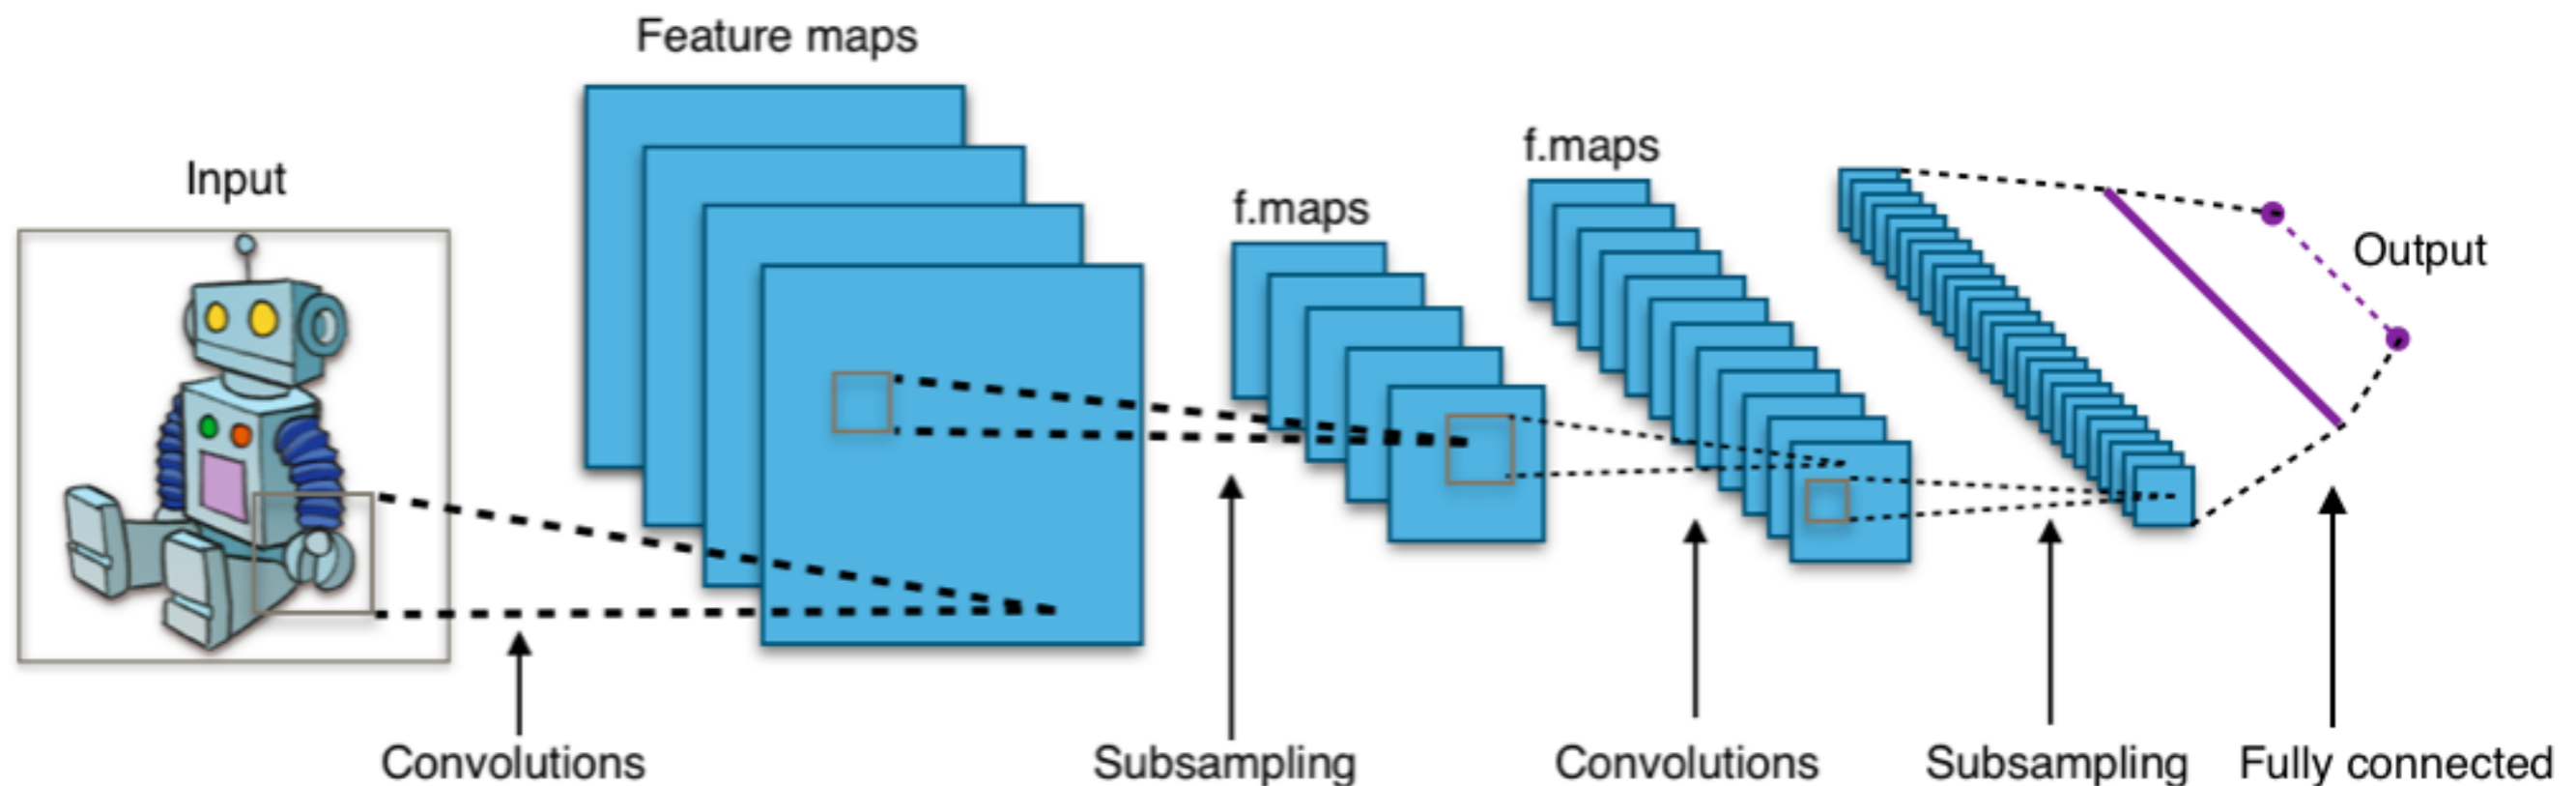 Feature maps
f.maps
Input
f.maps
Output
Convolutions
Subsampling
Convolutions
Subsampling
Fully connected